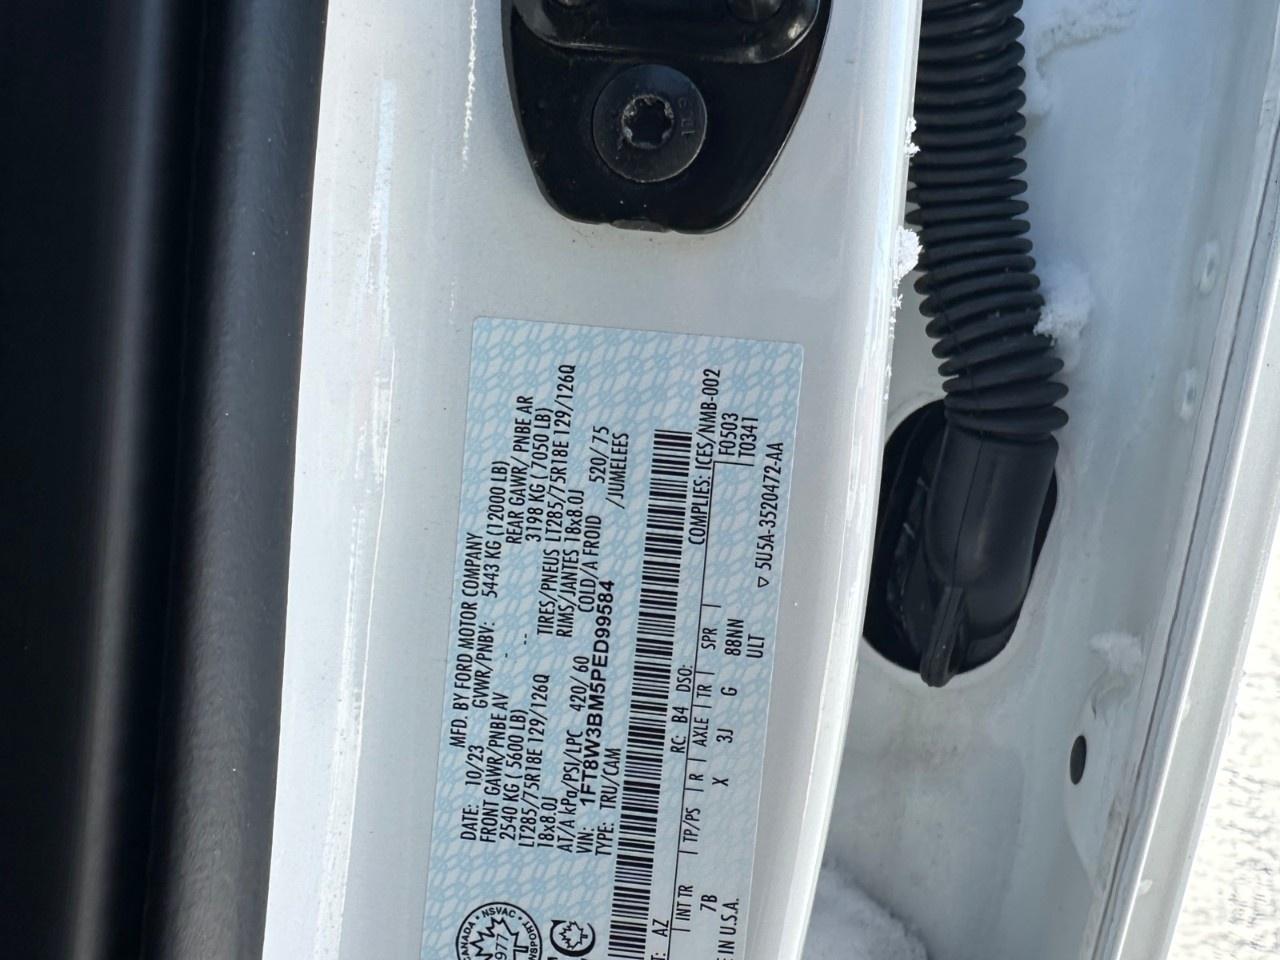 MFD. BY FORD MOTOR COMPANY
DATE: 10/23 GVWR/PNBV: 5443 KG (12000 LB)
FRONT GAWR/PNBE AV REAR GAWR/PNBE AR
2540 KG (5600 LB) - -- 3198 KG (7050 LB)
LT285/75R18E 129/126Q TIRES/PNEUS LT285/75R18E 129/126Q
18x8.0J RIMS/JANTES 18x8.0J
AT/A kPa/PSI/LPC 420/60 COLD/A FROID 520/75
VIN: 1FT8W3BM5PED99584 /JUMELEES
TYPE: TRU/CAM
CANADA • NSVAC •
AZ RC: B4 DSO: COMPLIES: ICES/NMB-002
INT TR TP/PS R AXLE TR SPR F0503
7B X 3J G 88NN T0341
IN U.S.A. ULT
5U5A-3520472-AA